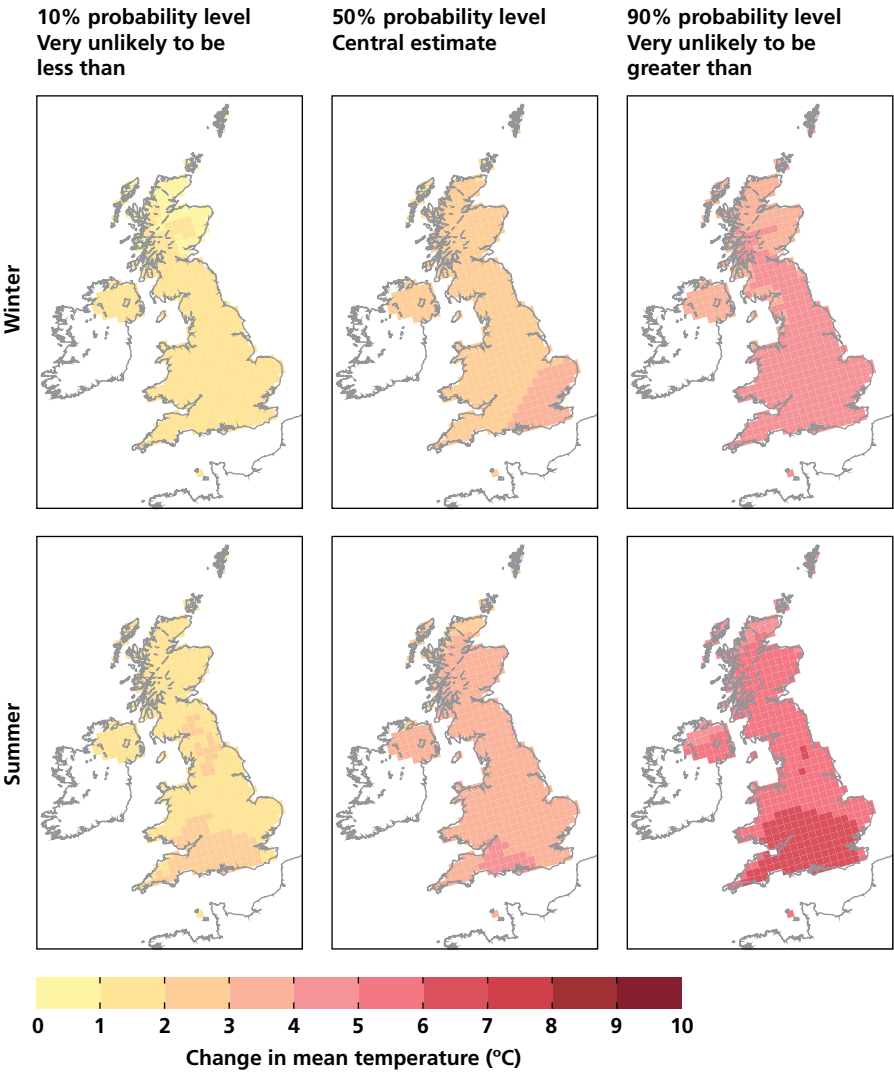 10% probability level
Very unlikely to be
less than
50% probability level
Central estimate
90% probability level
Very unlikely to be
greater than
Winter
Summer
0 1 2 3 4 5 6 7 8 9 10
Change in mean temperature (ºC)